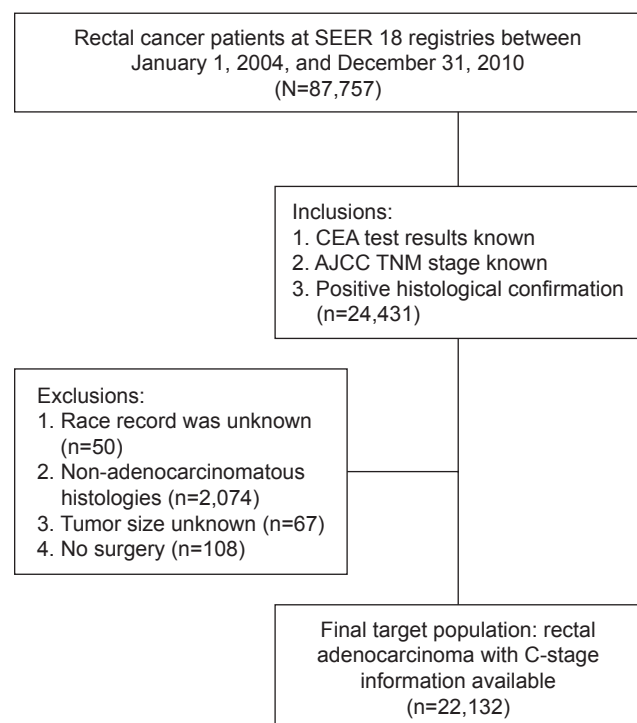 Rectal cancer patients at SEER 18 registries between
January 1, 2004, and December 31, 2010
(N=87,757)
Inclusions:
1. CEA test results known
2. AJCC TNM stage known
3. Positive histological confirmation
(n=24,431)
Exclusions:
1. Race record was unknown
(n=50)
2. Non-adenocarcinomatous
histologies (n=2,074)
3. Tumor size unknown (n=67)
4. No surgery (n=108)
Final target population: rectal
adenocarcinoma with C-stage
information available
(n=22,132)